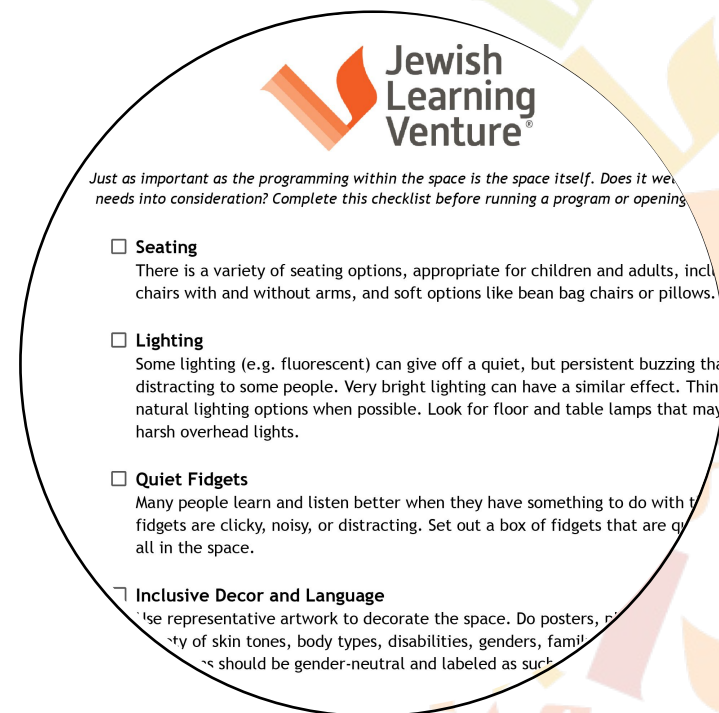 Jewish
Learning
Venture®
Just as important as the programming within the space is the space itself. Does it
needs into consideration? Complete this checklist before running a program or opening
Seating
There is a variety of seating options, appropriate for children and adults,
chairs with and without arms, and soft options like bean bag chairs or pillows.
Lighting
Some lighting (e.g. fluorescent) can give off a quiet, but persistent buzzing
distracting to some people. Very bright lighting can have a similar effect.
natural lighting options when possible. Look for floor and table lamps that may
harsh overhead lights.
Quiet Fidgets
Many people learn and listen better when they have something to do with
fidgets are clicky, noisy, or distracting. Set out a box of fidgets that are
all in the space.
Inclusive Decor and Language
Use representative artwork to decorate the space. Do posters,
of skin tones, body types, disabilities, genders,
should be gender-neutral and labeled as such